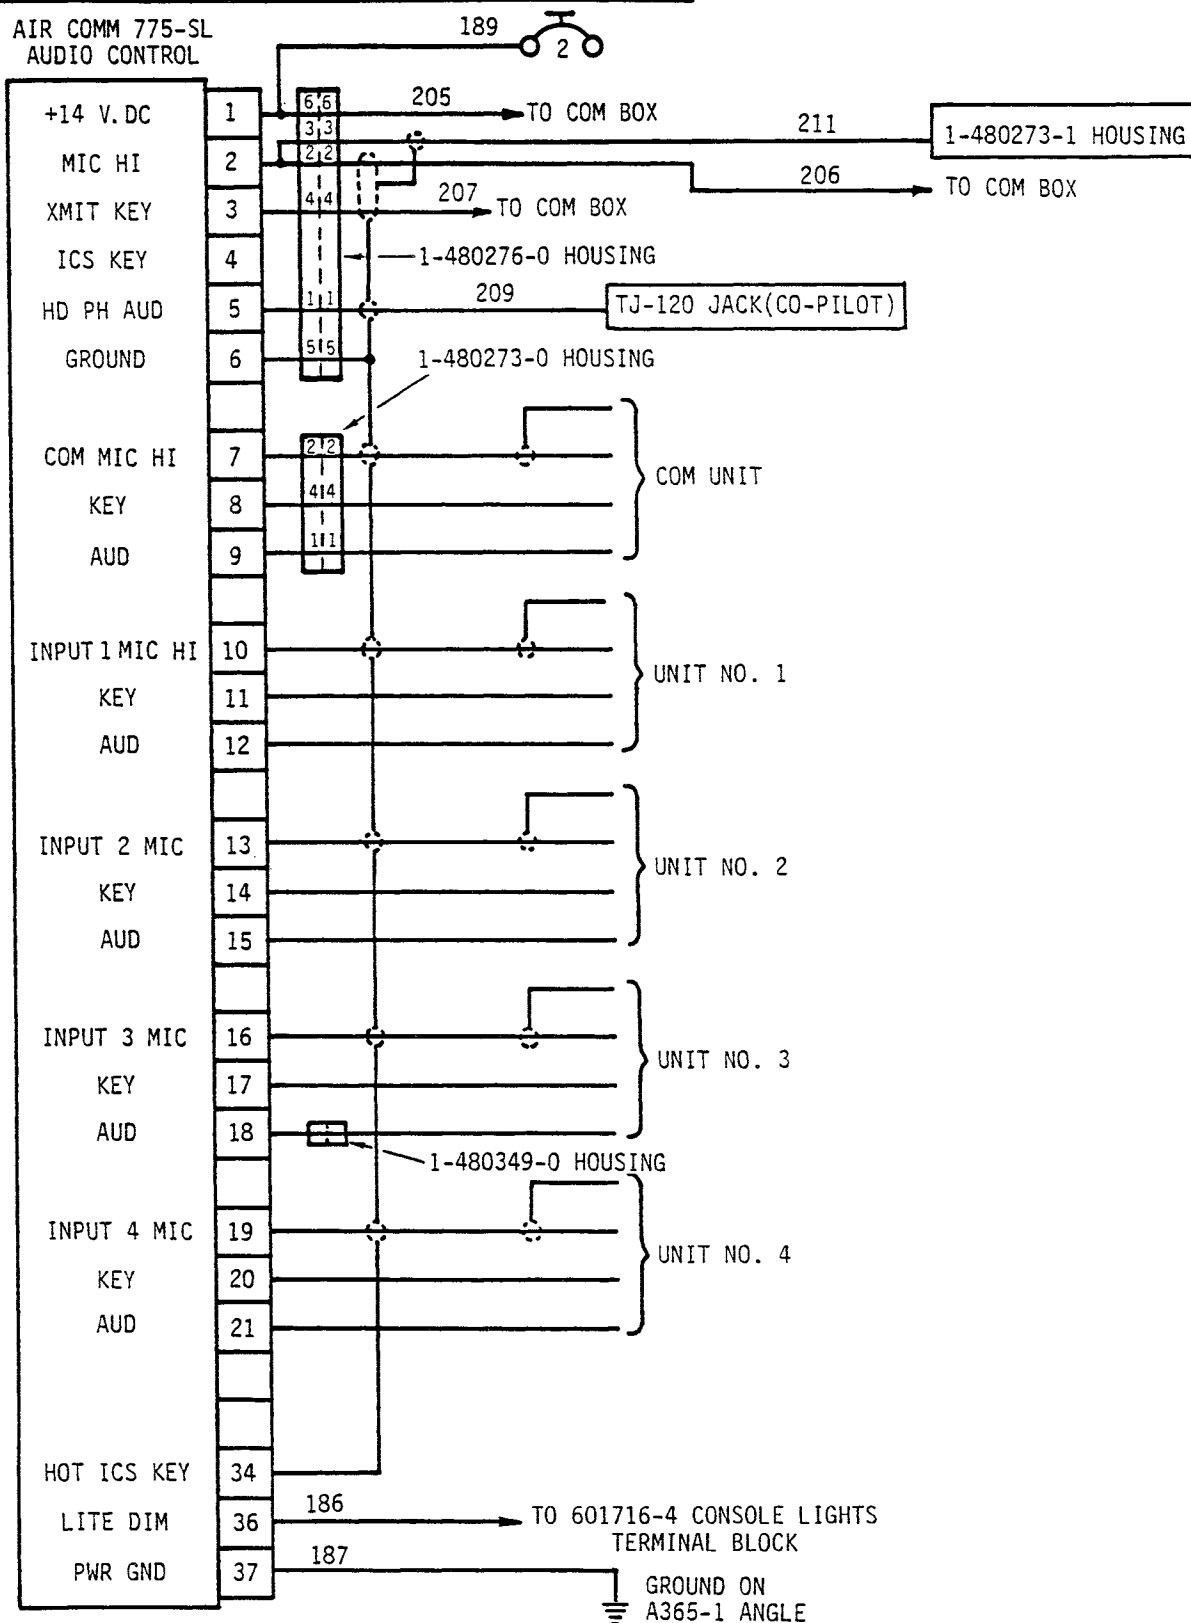 189
AIR COMM 775-SL
AUDIO CONTROL
2
+14 V.DC 1 6 6 205 TO COM BOX
3 3 211 1-480273-1 HOUSING
MIC HI 2 2 2 206 TO COM BOX
XMIT KEY 3 4 4 207 TO COM BOX
ICS KEY 4 1-480276-0 HOUSING
HD PH AUD 5 1 1 209 TJ-120 JACK(CO-PILOT)
GROUND 6 5 5 1-480273-0 HOUSING
COM MIC HI 7 2 2
COM UNIT
KEY 8 4 4
AUD 9 1 1
INPUT 1 MIC HI 10
UNIT NO. 1
KEY 11
AUD 12
INPUT 2 MIC 13
UNIT NO. 2
KEY 14
AUD 15
INPUT 3 MIC 16
UNIT NO. 3
KEY 17
AUD 18
1-480349-0 HOUSING
INPUT 4 MIC 19
UNIT NO. 4
KEY 20
AUD 21
HOT ICS KEY 34
LITE DIM 36 186 TO 601716-4 CONSOLE LIGHTS
TERMINAL BLOCK
PWR GND 37 187
GROUND ON
A365-1 ANGLE